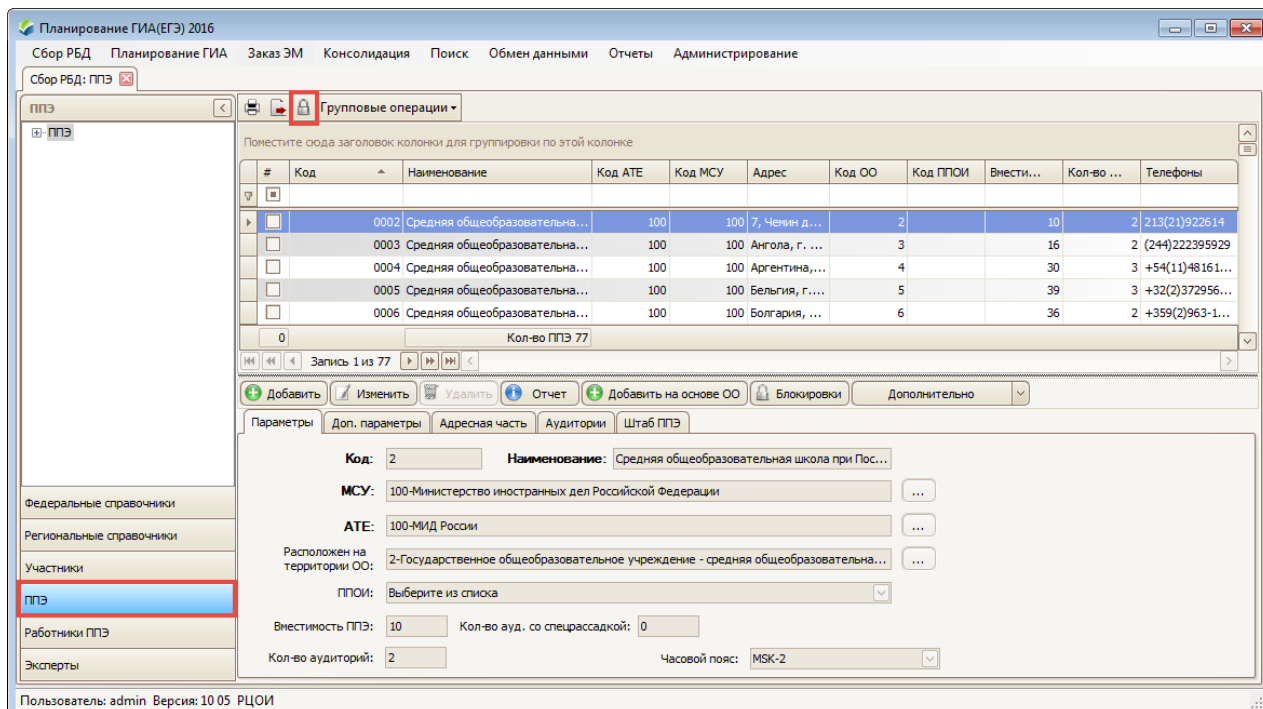 Планирование ГИА(ЕГЭ) 2016
Сбор РБД Планирование ГИА Заказ ЭМ Консолидация Поиск Обмен данными Отчеты Администрирование
Сбор РБД: ППЭ
ППЭ
Групповые операции
ППЭ
Поместите сюда заголовок колонки для группировки по этой колонке
# Код Наименование Код АТЕ Код МСУ Адрес Код ОО Код ППОИ Вмести... Кол-во ... Телефоны
0002 Средняя общеобразовательна... 100 100 7, Чемин д... 2 10 2 213(21)922614
0003 Средняя общеобразовательна... 100 100 Ангола, г. ... 3 16 2 (244)222395929
0004 Средняя общеобразовательна... 100 100 Аргентина,... 4 30 3 +54(11)48161...
0005 Средняя общеобразовательна... 100 100 Бельгия, г.... 5 39 3 +32(2)372956...
0006 Средняя общеобразовательна... 100 100 Болгария, ... 6 36 2 +359(2)963-1...
0 Кол-во ППЭ 77
Запись 1 из 77
Добавить Изменить Удалить Отчет Добавить на основе ОО Блокировки Дополнительно
Параметры Доп. параметры Адресная часть Аудитории Штаб ППЭ
Код: 2 Наименование: Средняя общеобразовательная школа при Пос...
МСУ: 100-Министерство иностранных дел Российской Федерации ...
АТЕ: 100-МИД России ...
Расположен на
территории ОО: 2-Государственное общеобразовательное учреждение - средняя общеобразовательна... ...
ППОИ: Выберите из списка
Вместимость ППЭ: 10 Кол-во ауд. со спецрассадкой: 0
Кол-во аудиторий: 2 Часовой пояс: MSK-2
Федеральные справочники
Региональные справочники
Участники
ППЭ
Работники ППЭ
Эксперты
Пользователь: admin Версия: 10 05 РЦОИ